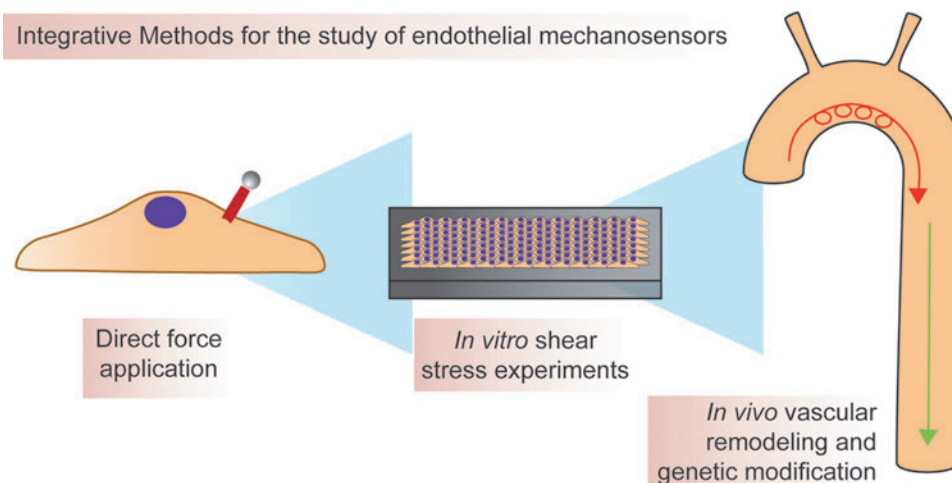 Integrative Methods for the study of endothelial mechanosensors
Direct force
application
In vitro shear
stress experiments
In vivo vascular
remodeling and
genetic modification